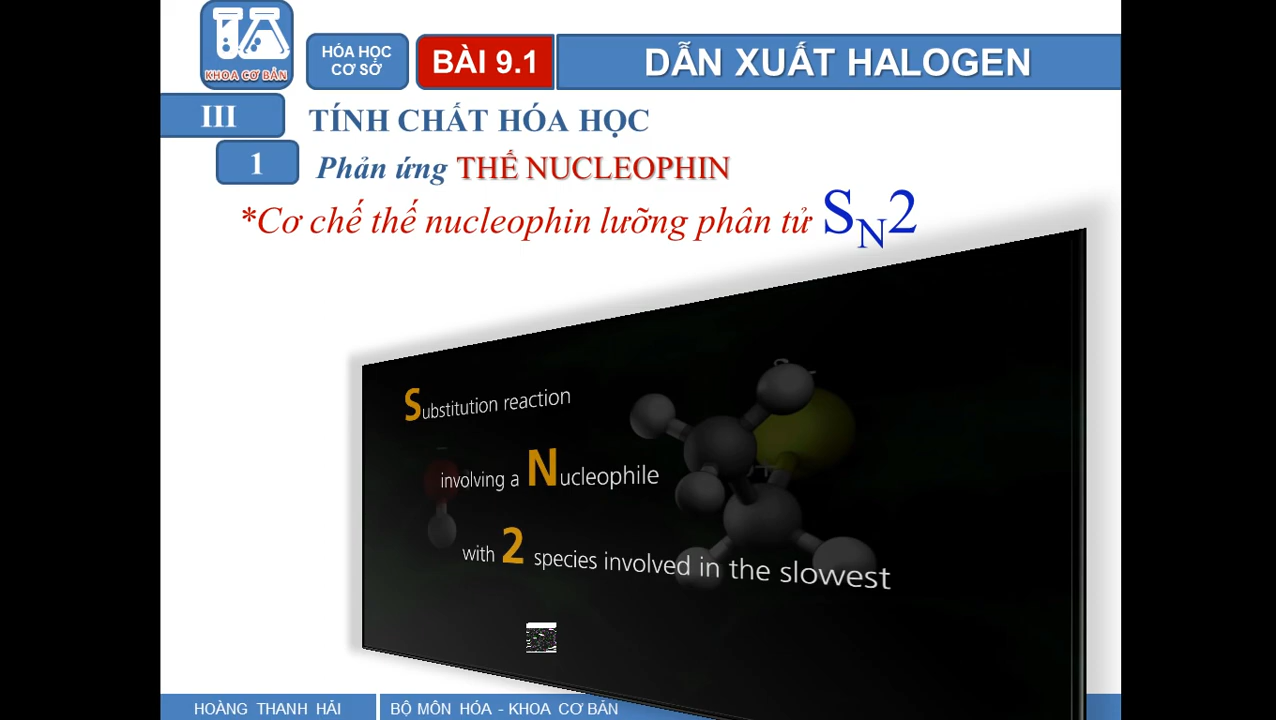 KHOA CƠ BẢN
HÓA HỌC
CƠ SỞ
BÀI 9.1
DẪN XUẤT HALOGEN
III
TÍNH CHẤT HÓA HỌC
1
Phản ứng THẾ NUCLEOPHIN
*Cơ chế thế nucleophin lưỡng phân tử SN2
Substitution reaction
involving a Nucleophile
with 2 species involved in the slowest
HOÀNG THANH HẢI
BỘ MÔN HÓA - KHOA CƠ BẢN